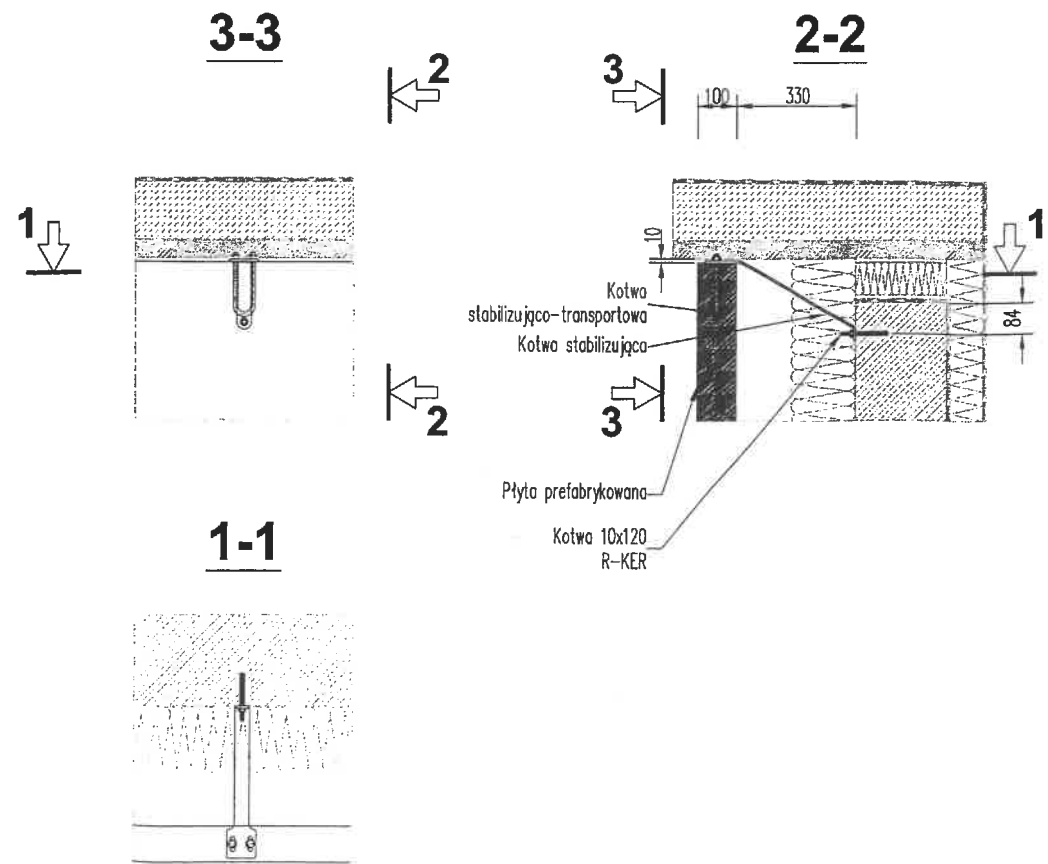 3-3
2-2
2
3
100
330
1
1
10
Kotwa
stabilizująco-transportowa
Kotwa stabilizująca
84
2
3
Płyta prefabrykowana
Kotwa 10x120
R-KER
1-1